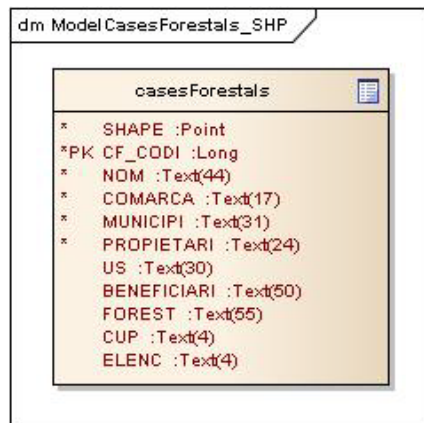 dm ModelCasesForestals_SHP
casesForestals
* SHAPE :Point
*PK CF_CODI :Long
* NOM :Text(44)
* COMARCA :Text(17)
* MUNICIPI :Text(31)
* PROPIETARI :Text(24)
US :Text(30)
BENEFICIARI :Text(50)
FOREST :Text(55)
CUP :Text(4)
ELENC :Text(4)